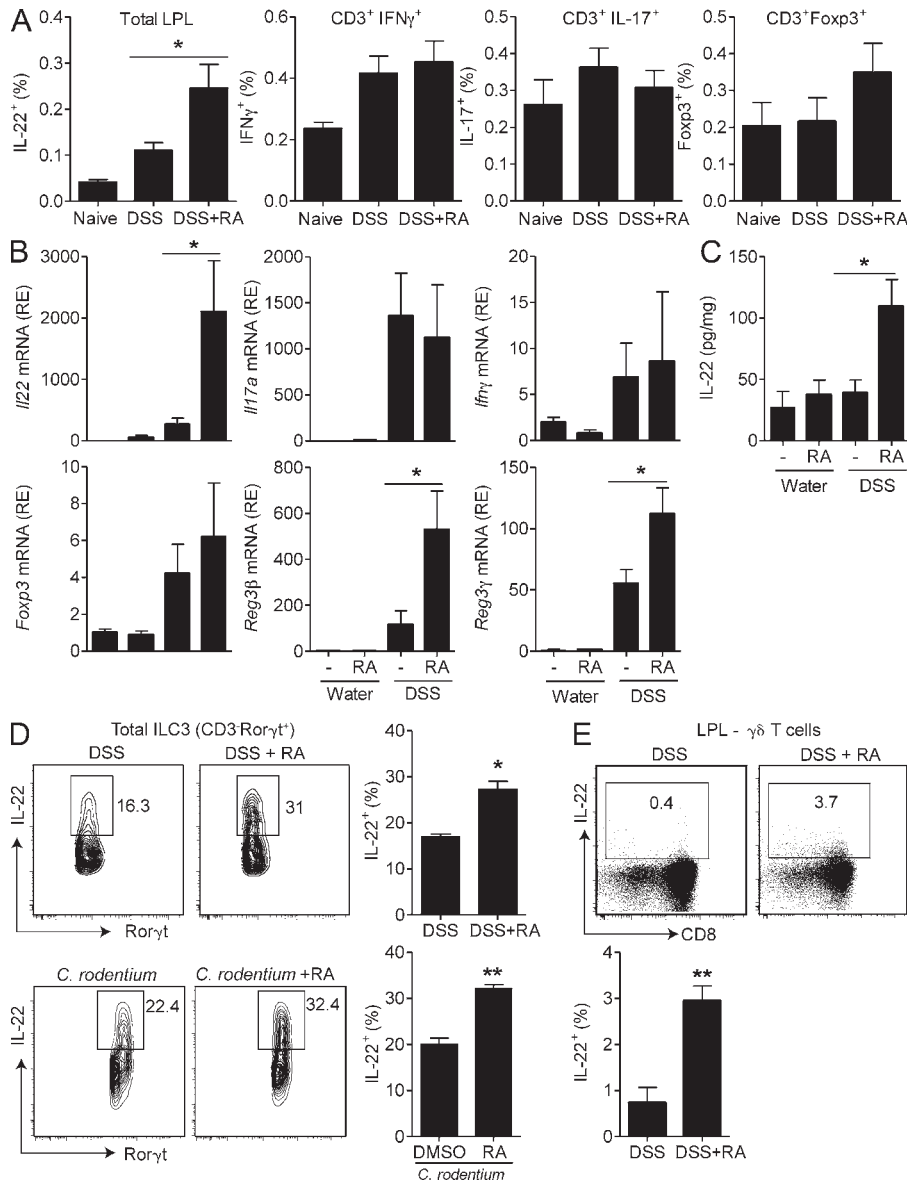 A
Total LPL
CD3+ IFNγ+
CD3+ IL-17+
CD3+Foxp3+
IL-22+ (%)
0.4
0.3
0.2
0.1
0.0
*
Naive DSS DSS+RA
IFNγ+ (%)
0.6
0.4
0.2
0.0
Naive DSS DSS+RA
IL-17+ (%)
0.5
0.4
0.3
0.2
0.1
0.0
Naive DSS DSS+RA
Foxp3+ (%)
0.5
0.4
0.3
0.2
0.1
0.0
Naive DSS DSS+RA
B
Il22 mRNA (RE)
3000
2000
1000
0
*
Il17a mRNA (RE)
2000
1500
1000
500
0
Ifnγ mRNA (RE)
20
15
10
5
0
C
IL-22 (pg/mg)
150
100
50
0
*
- RA - RA
Water DSS
Foxp3 mRNA (RE)
6
4
2
0
Reg3β mRNA (RE)
800
600
400
200
0
*
- RA - RA
Water DSS
Reg3γ mRNA (RE)
150
100
50
0
*
- RA - RA
Water DSS
D
Total ILC3 (CD3-Rorγt+)
DSS
DSS + RA
IL-22
16.3
31
Rorγt
IL-22+ (%)
40
30
20
10
0
*
DSS DSS+RA
C. rodentium
C. rodentium +RA
IL-22
22.4
32.4
Rorγt
IL-22+ (%)
40
30
20
10
0
**
DMSO RA
C. rodentium
E
LPL - γδ T cells
DSS
DSS + RA
IL-22
0.4
3.7
CD8
IL-22+ (%)
4
3
2
1
0
**
DSS DSS+RA